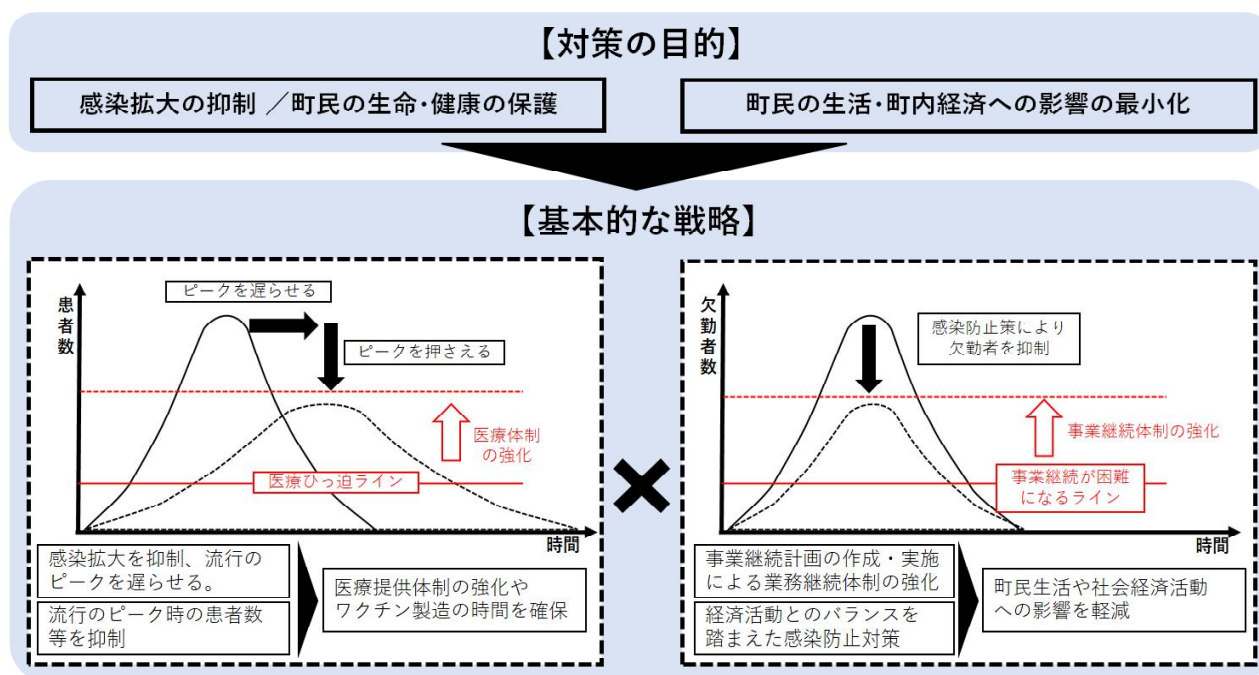 【対策の目的】
感染拡大の抑制 ／町民の生命・健康の保護
町民の生活・町内経済への影響の最小化
【基本的な戦略】
患者数
ピークを遅らせる
ピークを押さえる
医療体制
の強化
医療ひっ迫ライン
時間
感染拡大を抑制、流行の
ピークを遅らせる。
流行のピーク時の患者数
等を抑制
医療提供体制の強化や
ワクチン製造の時間を確保
欠勤者数
感染防止策により
欠勤者を抑制
事業継続体制の強化
事業継続が困難
になるライン
時間
事業継続計画の作成・実施
による業務継続体制の強化
経済活動とのバランスを
踏まえた感染防止対策
町民生活や社会経済活動
への影響を軽減